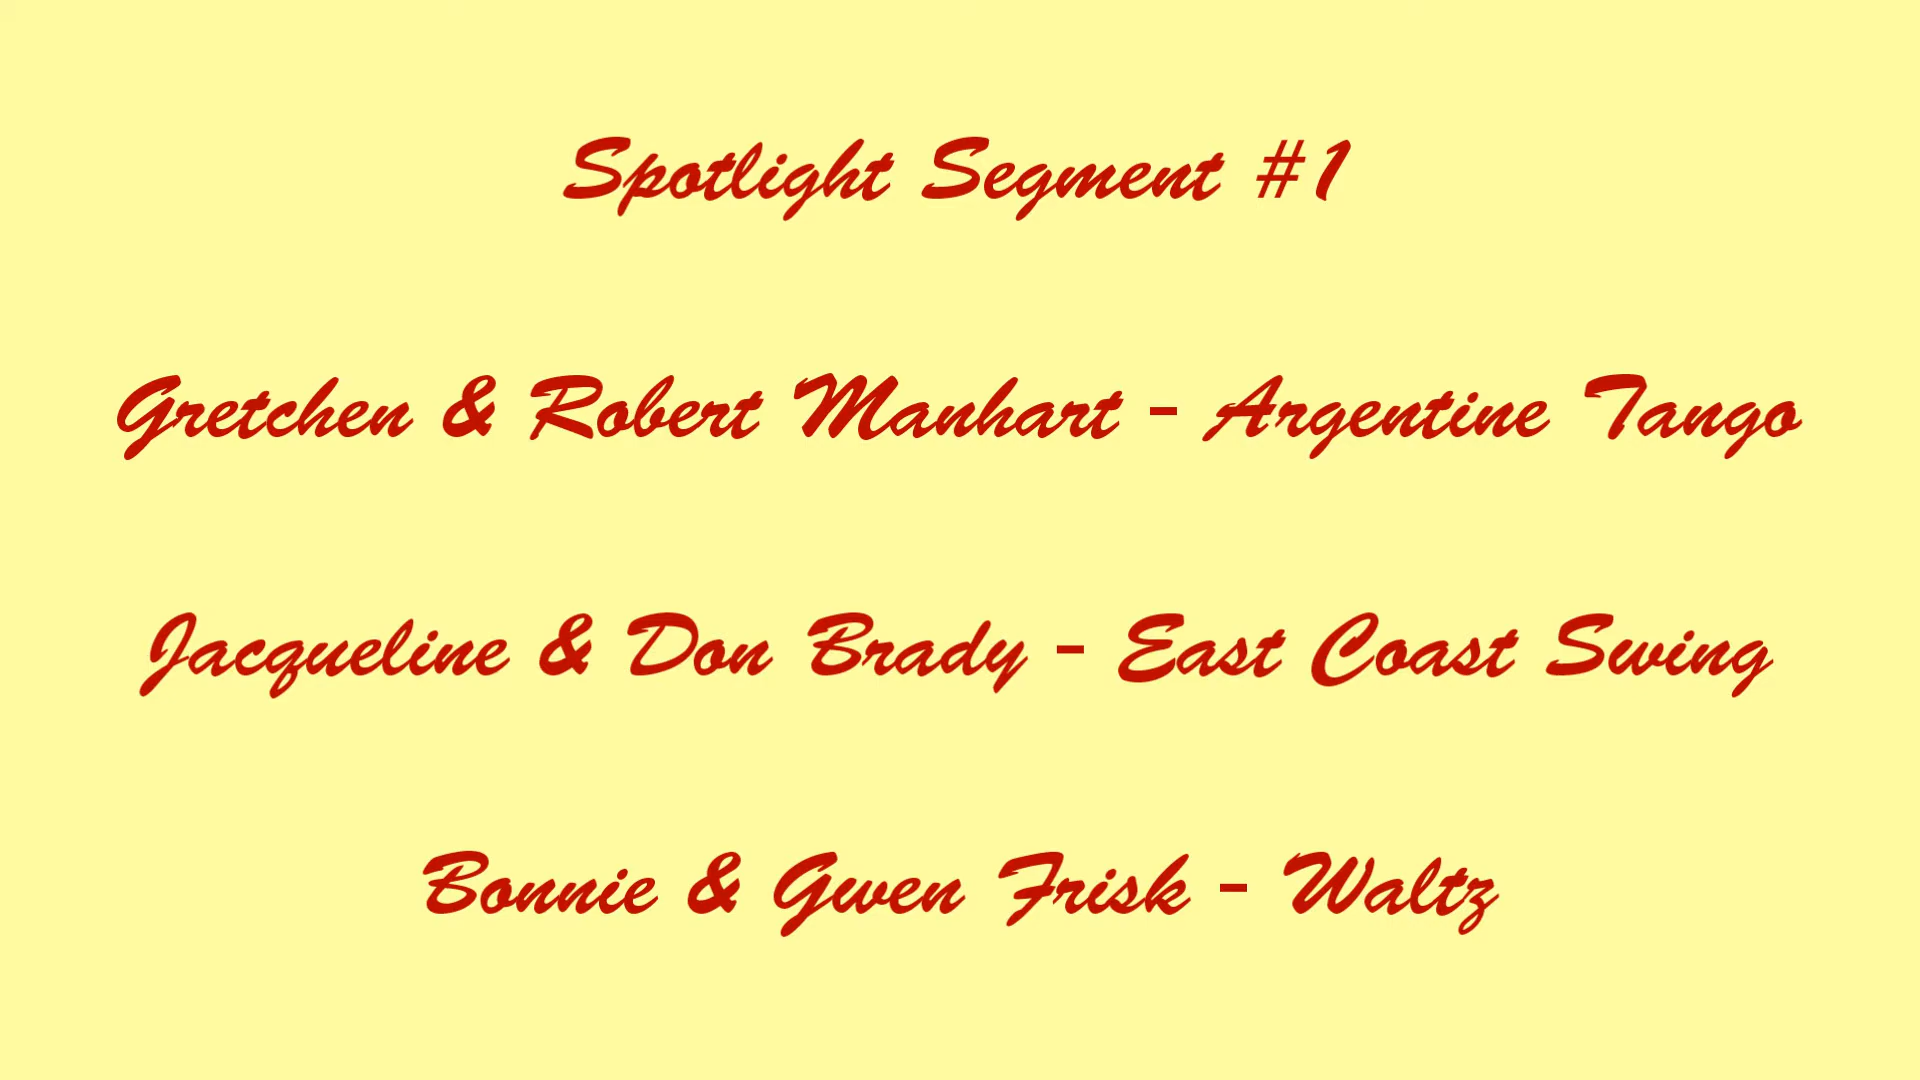 Spotlight Segment #1
Gretchen & Robert Manhart - Argentine Tango
Jacqueline & Don Brady - East Coast Swing
Bonnie & Gwen Frisk - Waltz